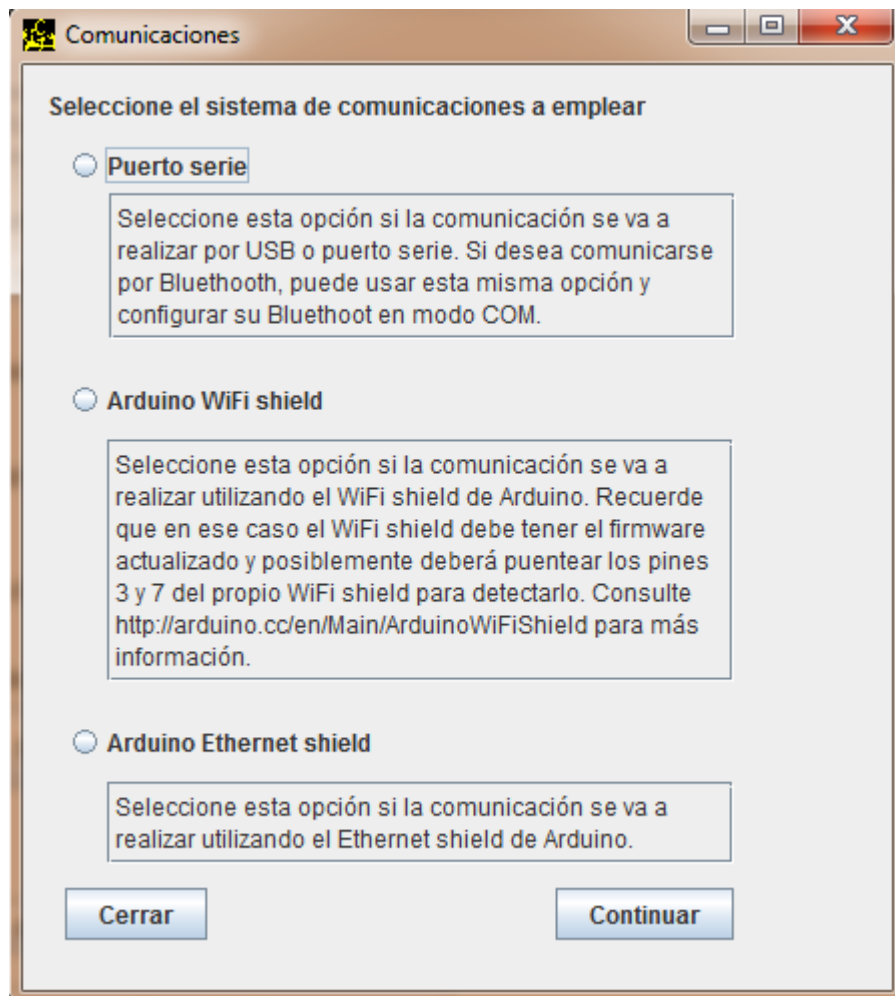 Comunicaciones
Seleccione el sistema de comunicaciones a emplear
Puerto serie
Seleccione esta opción si la comunicación se va a
realizar por USB o puerto serie. Si desea comunicarse
por Bluethooth, puede usar esta misma opción y
configurar su Bluethoot en modo COM.
Arduino WiFi shield
Seleccione esta opción si la comunicación se va a
realizar utilizando el WiFi shield de Arduino. Recuerde
que en ese caso el WiFi shield debe tener el firmware
actualizado y posiblemente deberá puentear los pines
3 y 7 del propio WiFi shield para detectarlo. Consulte
http://arduino.cc/en/Main/ArduinoWiFiShield para más
información.
Arduino Ethernet shield
Seleccione esta opción si la comunicación se va a
realizar utilizando el Ethernet shield de Arduino.
Cerrar
Continuar